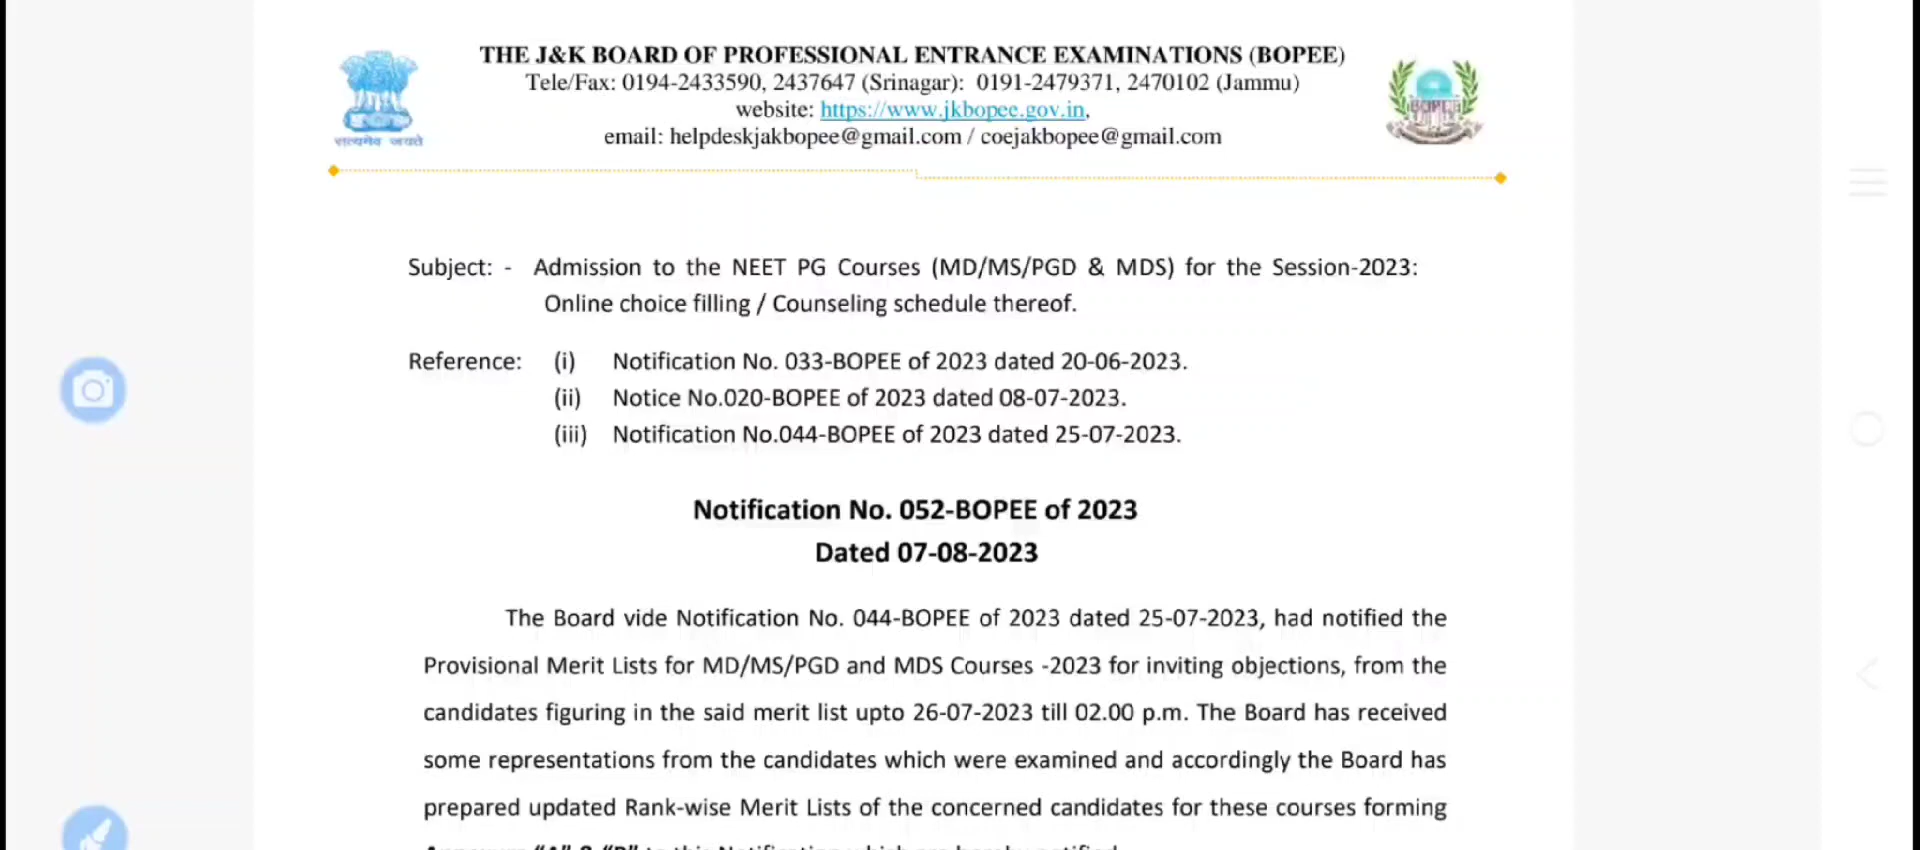 THE J&K BOARD OF PROFESSIONAL ENTRANCE EXAMINATIONS (BOPEE)
Tele/Fax: 0194-2433590, 2437647 (Srinagar): 0191-2479371, 2470102 (Jammu)
website: https://www.jkbopee.gov.in,
email: helpdeskjakbopee@gmail.com / coejakbopee@gmail.com
सत्यमेव जयते
BOPEE
Subject: - Admission to the NEET PG Courses (MD/MS/PGD & MDS) for the Session-2023:
Online choice filling / Counseling schedule thereof.
Reference: (i) Notification No. 033-BOPEE of 2023 dated 20-06-2023.
(ii) Notice No.020-BOPEE of 2023 dated 08-07-2023.
(iii) Notification No.044-BOPEE of 2023 dated 25-07-2023.
Notification No. 052-BOPEE of 2023
Dated 07-08-2023
The Board vide Notification No. 044-BOPEE of 2023 dated 25-07-2023, had notified the
Provisional Merit Lists for MD/MS/PGD and MDS Courses -2023 for inviting objections, from the
candidates figuring in the said merit list upto 26-07-2023 till 02.00 p.m. The Board has received
some representations from the candidates which were examined and accordingly the Board has
prepared updated Rank-wise Merit Lists of the concerned candidates for these courses forming